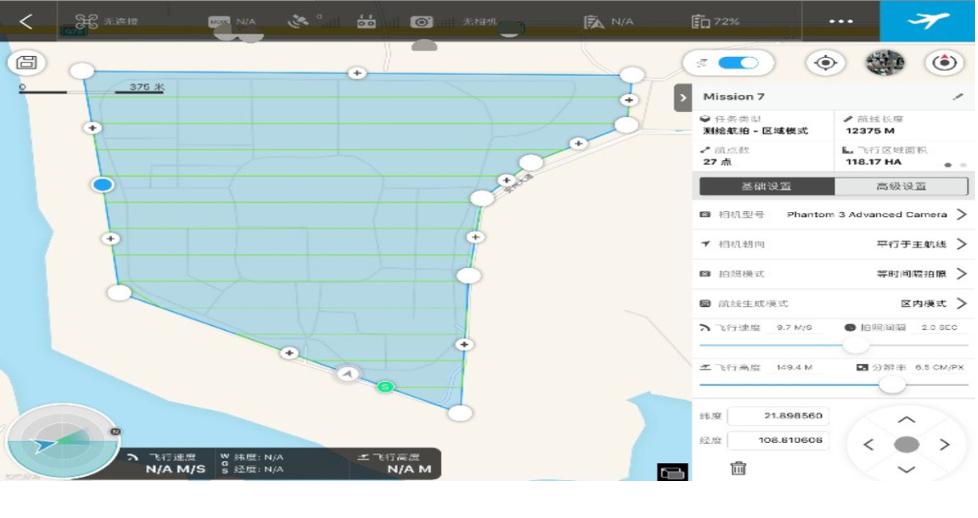 无连接
MODE N/A
无相机
N/A
72%
0
375 米
Mission 7
任务类型
航线长度
测绘航拍 - 区域模式
12375 M
航点数
飞行区域面积
27 点
118.17 HA
基础设置
高级设置
相机型号
Phantom 3 Advanced Camera
相机朝向
平行于主航线
拍照模式
等时间隔拍照
航线生成模式
区内模式
飞行速度
9.7 M/S
拍照间隔
2.0 SEC
飞行高度
149.4 M
分辨率
6.5 CM/PX
纬度
21.898560
经度
108.610606
S
N
飞行速度
N/A M/S
WGS
纬度: N/A
经度: N/A
飞行高度
N/A M